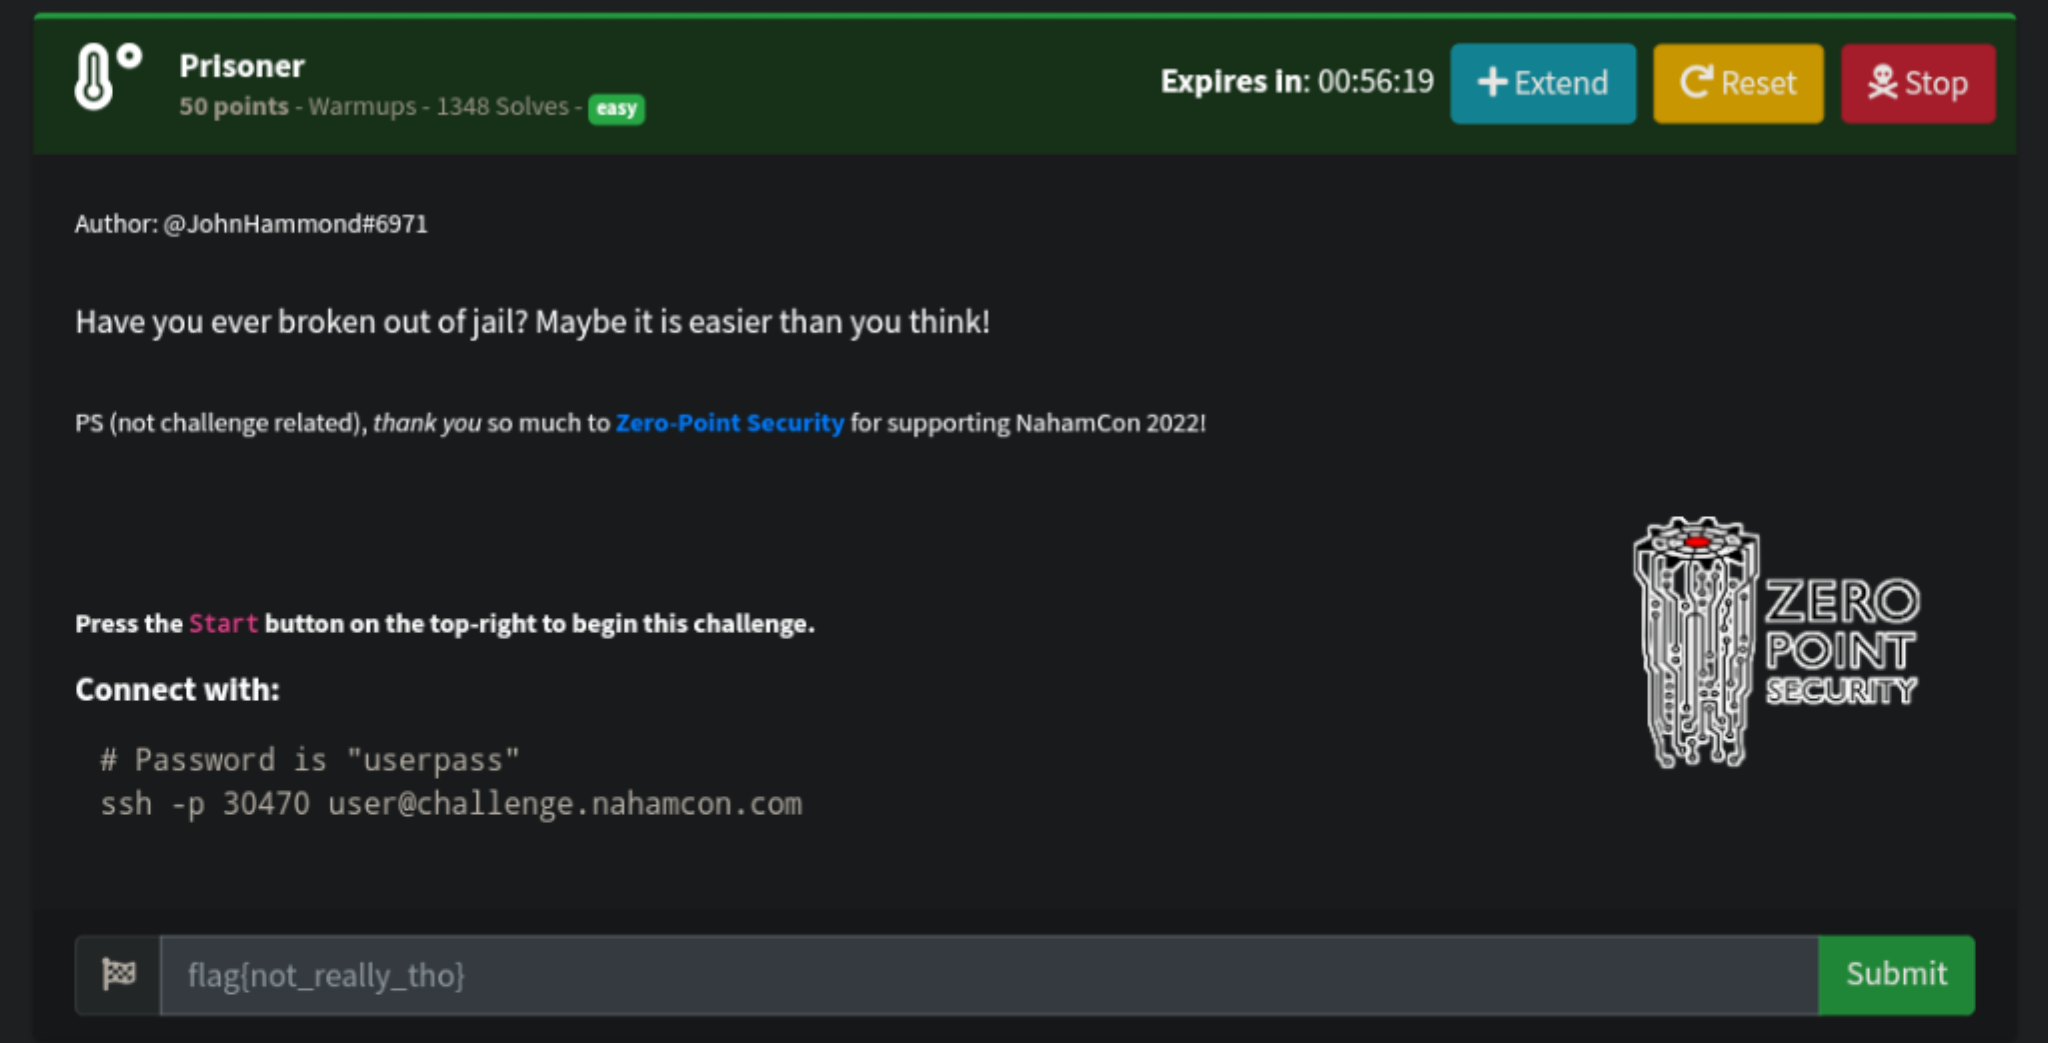 Prisoner
50 points - Warmups - 1348 Solves - easy
Expires in: 00:56:19
Extend
Reset
Stop
Author: @JohnHammond#6971
Have you ever broken out of jail? Maybe it is easier than you think!
PS (not challenge related), thank you so much to Zero-Point Security for supporting NahamCon 2022!
ZERO
POINT
SECURITY
Press the Start button on the top-right to begin this challenge.
Connect with:
# Password is "userpass"
ssh -p 30470 user@challenge.nahamcon.com
flag{not_really_tho}
Submit